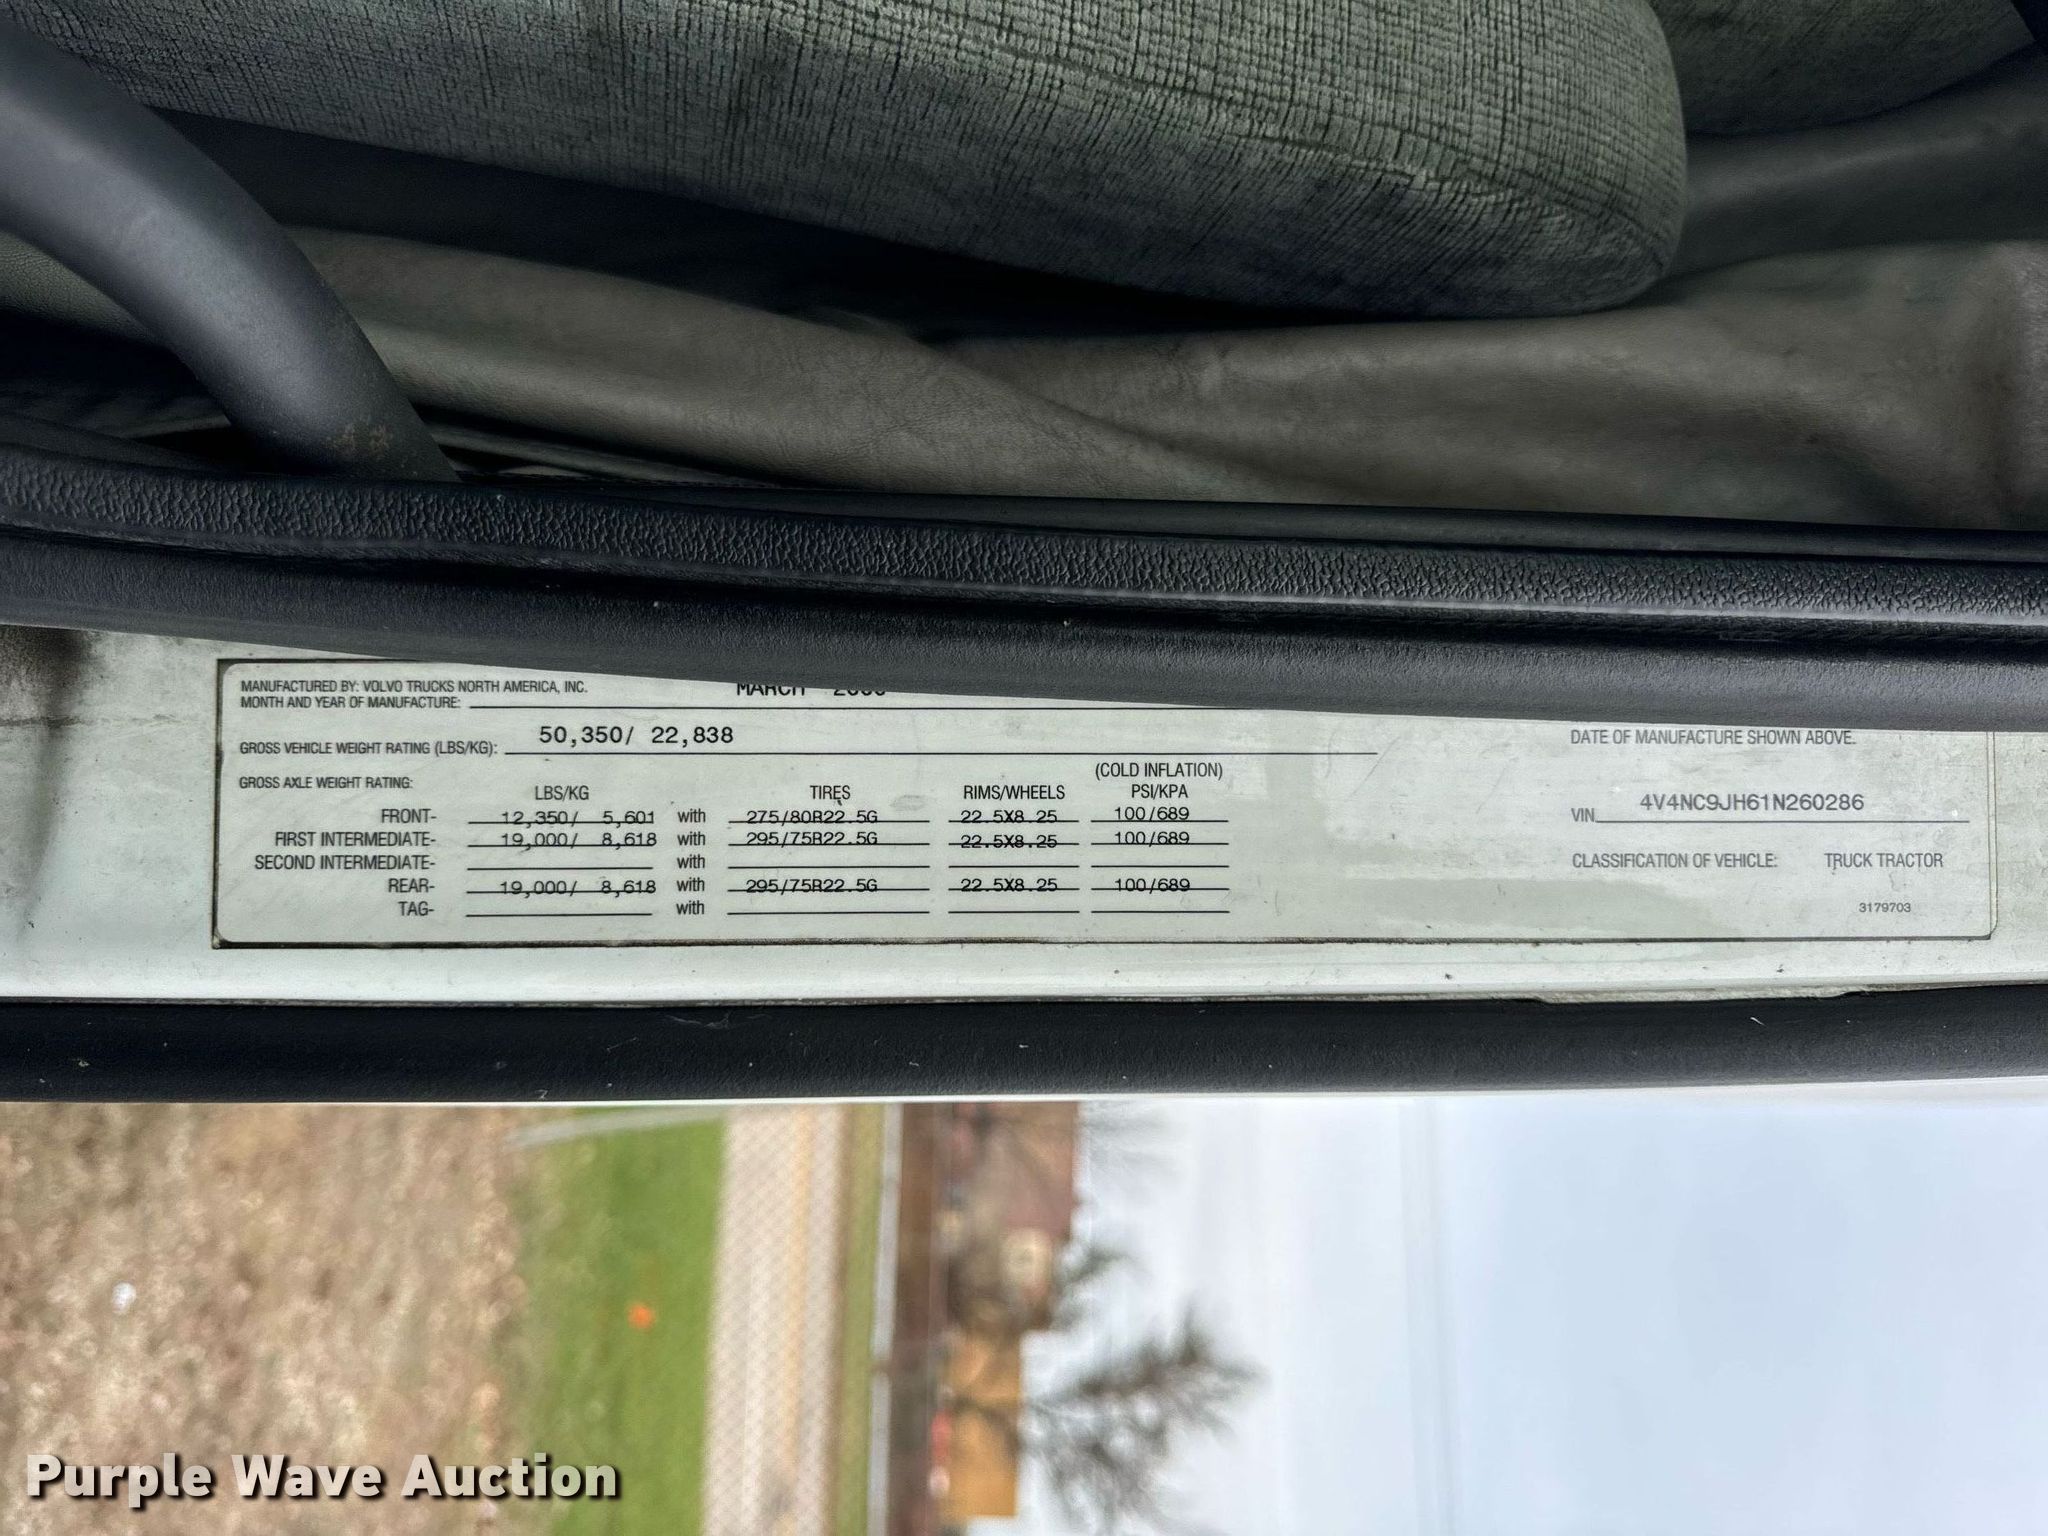 MANUFACTURED BY: VOLVO TRUCKS NORTH AMERICA, INC.
MONTH AND YEAR OF MANUFACTURE: MARCH
GROSS VEHICLE WEIGHT RATING (LBS/KG): 50,350/ 22,838
DATE OF MANUFACTURE SHOWN ABOVE.
GROSS AXLE WEIGHT RATING:
(COLD INFLATION)
LBS/KG TIRES RIMS/WHEELS PSI/KPA
FRONT- 12,350/ 5,601 with 275/80R22.5G 22.5X8.25 100/689
FIRST INTERMEDIATE- 19,000/ 8,618 with 295/75R22.5G 22.5X8.25 100/689
SECOND INTERMEDIATE- with
REAR- 19,000/ 8,618 with 295/75R22.5G 22.5X8.25 100/689
TAG- with
VIN 4V4NC9JH61N260286
CLASSIFICATION OF VEHICLE: TRUCK TRACTOR
3179703
Purple Wave Auction